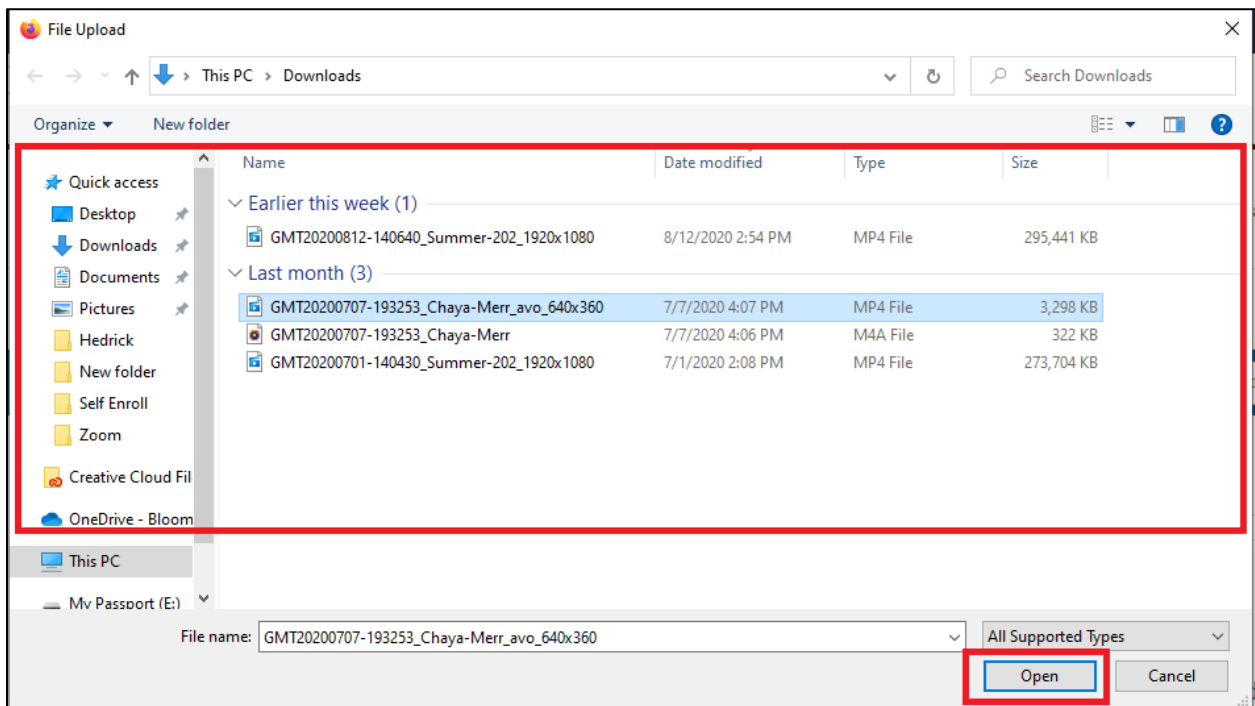 File Upload
This PC > Downloads
Search Downloads
Organize
New folder
Name Date modified Type Size
Quick access
Desktop
Downloads
Documents
Pictures
Hedrick
New folder
Self Enroll
Zoom
Creative Cloud Fil
OneDrive - Bloom
This PC
My Passport (E:)
Earlier this week (1)
GMT20200812-140640_Summer-202_1920x1080 8/12/2020 2:54 PM MP4 File 295,441 KB
Last month (3)
GMT20200707-193253_Chaya-Merr_avo_640x360 7/7/2020 4:07 PM MP4 File 3,298 KB
GMT20200707-193253_Chaya-Merr 7/7/2020 4:06 PM M4A File 322 KB
GMT20200701-140430_Summer-202_1920x1080 7/1/2020 2:08 PM MP4 File 273,704 KB
File name: GMT20200707-193253_Chaya-Merr_avo_640x360
All Supported Types
Open
Cancel